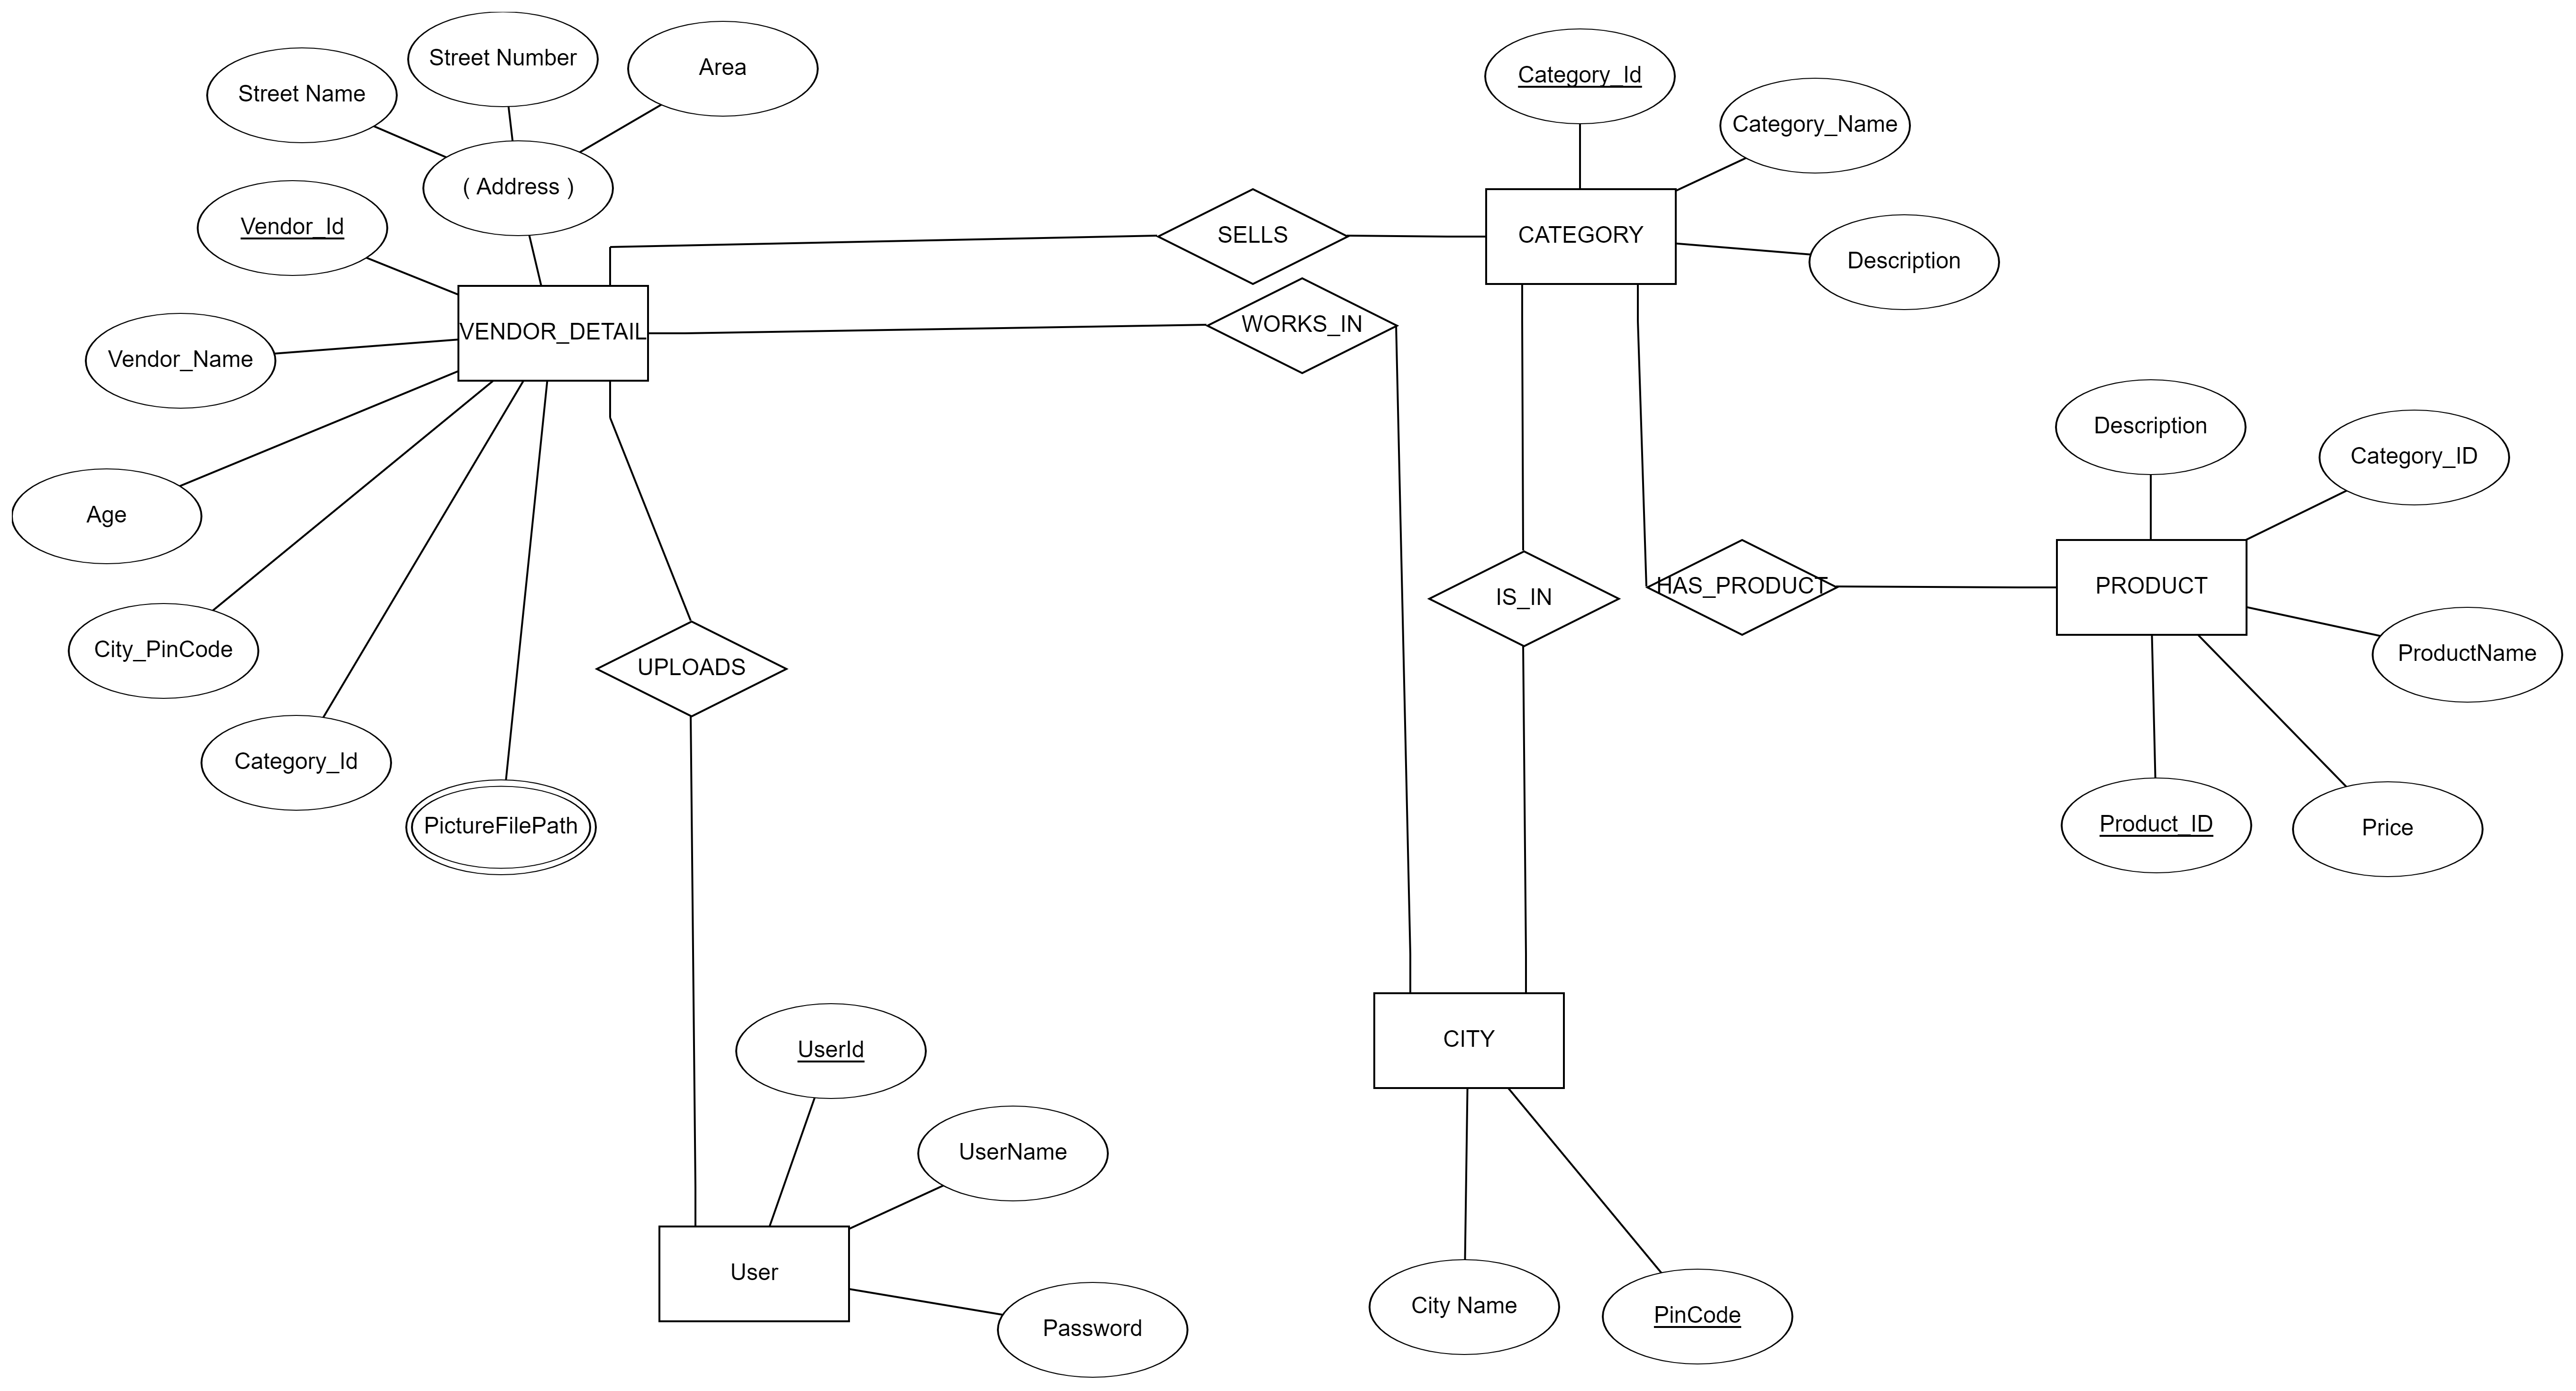 Street Number
Area
Street Name
Category_Id
Category_Name
( Address )
Vendor_Id
SELLS
CATEGORY
Description
VENDOR_DETAIL
WORKS_IN
Vendor_Name
Description
Category_ID
Age
IS_IN
HAS_PRODUCT
PRODUCT
City_PinCode
UPLOADS
ProductName
Category_Id
PictureFilePath
Product_ID
Price
CITY
UserId
UserName
User
City Name
PinCode
Password